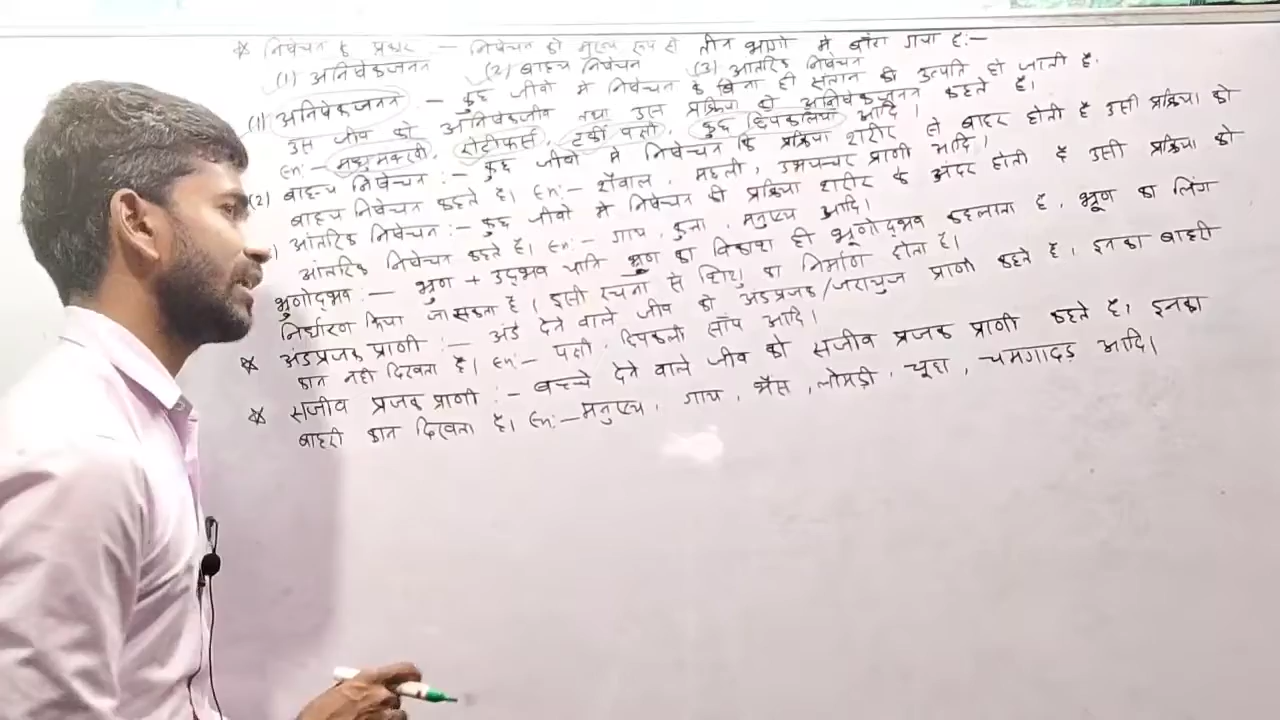 * निषेचन के प्रकार :— निषेचन को मुख्य रूप से तीन भागो मे बाँटा गया है:—
(1) अनिषेकजनन (2) बाह्य निषेचन (3) आंतरिक निषेचन
(1) अनिषेकजनन :— कुछ जीवो मे निषेचन के बिना ही संतान की उत्पति हो जाती है,
उस जीव को अनिषेकजीव तथा उस प्रक्रिया को अनिषेकजनन कहते है।
Ex:— मधुमक्खी, रोटीफर्स, टर्की पक्षी, कुछ छिपकलियाँ आदि।
(2) बाह्य निषेचन :— कुछ जीवो मे निषेचन कि प्रक्रिया शरीर से बाहर होती है उसी प्रक्रिया को
बाह्य निषेचन कहते है। Ex:— शैवाल, मछली, उभयचर प्राणी आदि।
) आंतरिक निषेचन :— कुछ जीवो मे निषेचन की प्रक्रिया शरीर के अंदर होती है उसी प्रक्रिया को
आंतरिक निषेचन कहते है। Ex:— गाय, कुत्ता, मनुष्य आदि।
भ्रूणोद्भव :— भ्रूण + उद्भव यानि भ्रूण का विकाश ही भ्रूणोद्भव कहलाता है, भ्रूण का लिंग
निर्धारण किया जा सकता है। इसी रचना से शिशु का निर्माण होता है।
* अंडप्रजक प्राणी :— अंडे देने वाले जीव को अंडप्रजक/जरायुज प्राणी कहते है, इनका बाहरी
कान नही दिखता है। Ex:— पक्षी, छिपकली साँप आदि।
* सजीव प्रजक प्राणी :— बच्चे देने वाले जीव को सजीव प्रजक प्राणी कहते है, इनका
बाहरी कान दिखता है। Ex:— मनुष्य, गाय, भैंस, लोमड़ी, चूहा, चमगादड़ आदि।